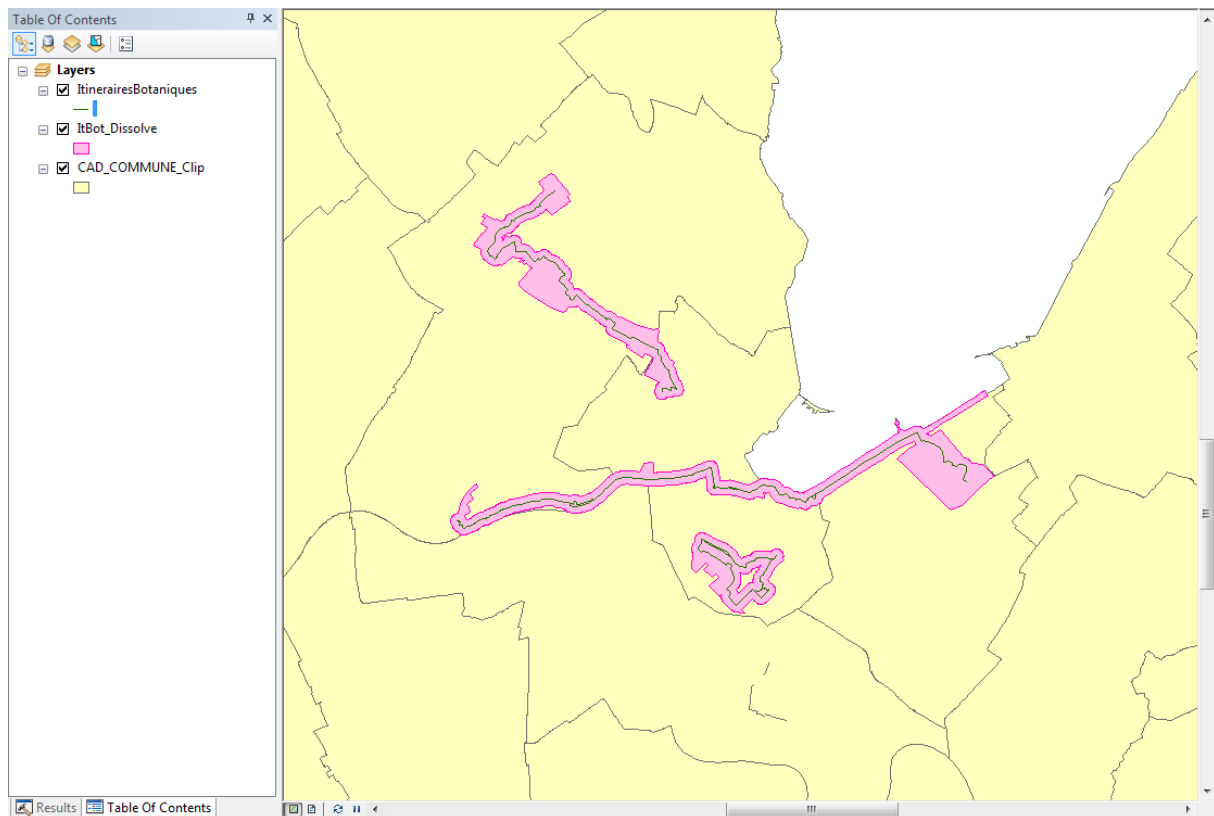 Table Of Contents
Layers
ItinerairesBotaniques
ItBot_Dissolve
CAD_COMMUNE_Clip
Results
Table Of Contents